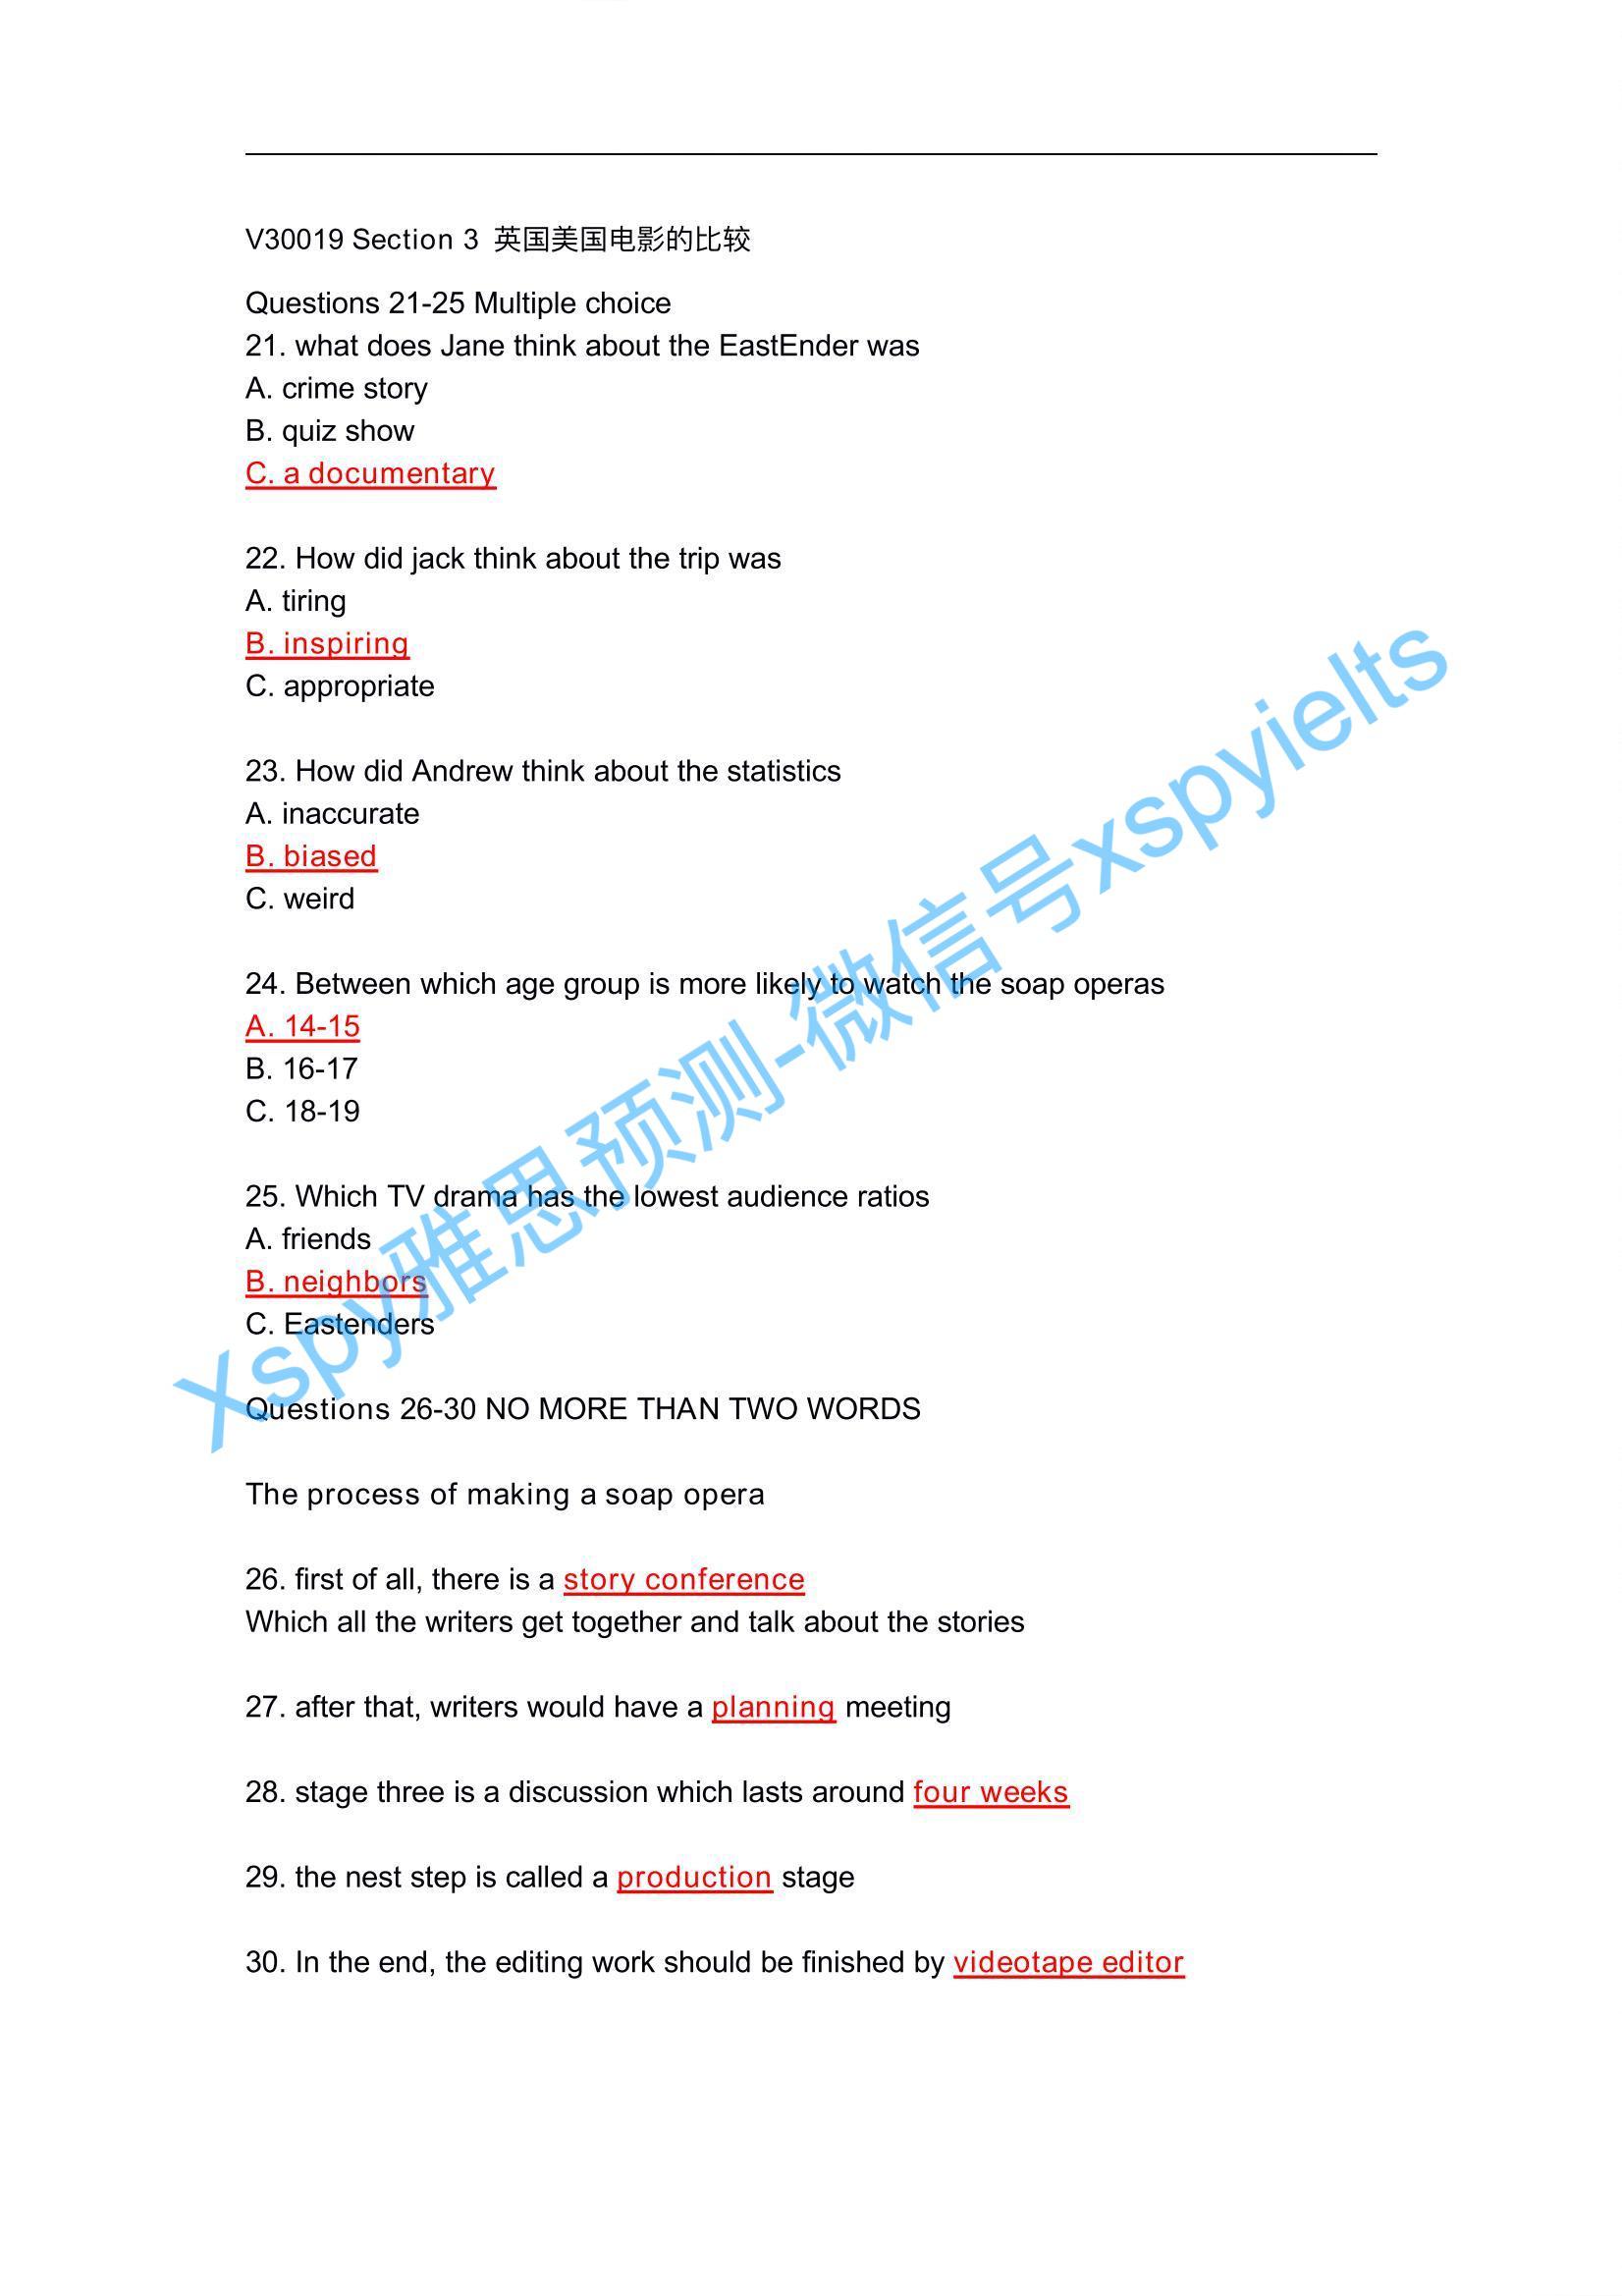 V30019 Section 3 英国美国电影的比较
Questions 21-25 Multiple choice
21. what does Jane think about the EastEnder was
A. crime story
B. quiz show
C. a documentary
22. How did jack think about the trip was
A. tiring
B. inspiring
C. appropriate
23. How did Andrew think about the statistics
A. inaccurate
B. biased
C. weird
24. Between which age group is more likely to watch the soap operas
A. 14-15
B. 16-17
C. 18-19
25. Which TV drama has the lowest audience ratios
A. friends
B. neighbors
C. Eastenders
Questions 26-30 NO MORE THAN TWO WORDS
The process of making a soap opera
26. first of all, there is a story conference
Which all the writers get together and talk about the stories
27. after that, writers would have a planning meeting
28. stage three is a discussion which lasts around four weeks
29. the nest step is called a production stage
30. In the end, the editing work should be finished by videotape editor
Xspy雅思预测-微信号xspyielts